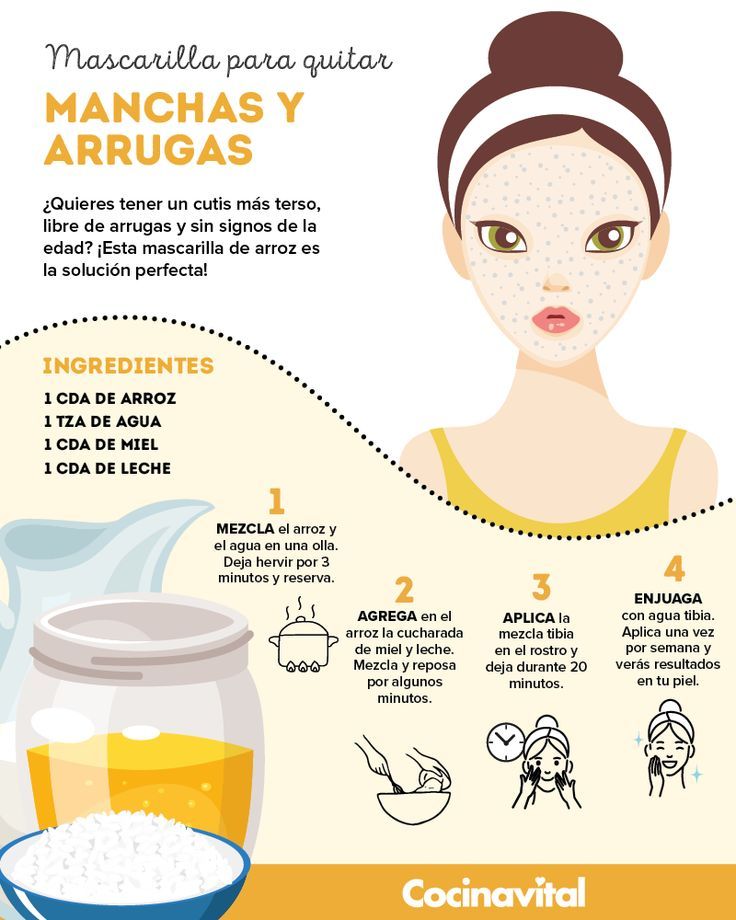 Mascarilla para quitar
MANCHAS Y
ARRUGAS
¿Quieres tener un cutis más terso,
libre de arrugas y sin signos de la
edad? ¡Esta mascarilla de arroz es
la solución perfecta!
INGREDIENTES
1 CDA DE ARROZ
1 TZA DE AGUA
1 CDA DE MIEL
1 CDA DE LECHE
1
MEZCLA el arroz y
el agua en una olla.
Deja hervir por 3
minutos y reserva.
2
AGREGA en el
arroz la cucharada
de miel y leche.
Mezcla y reposa
por algunos
minutos.
3
APLICA la
mezcla tibia
en el rostro y
deja durante 20
minutos.
4
ENJUAGA
con agua tibia.
Aplica una vez
por semana y
verás resultados
en tu piel.
Cocinavital